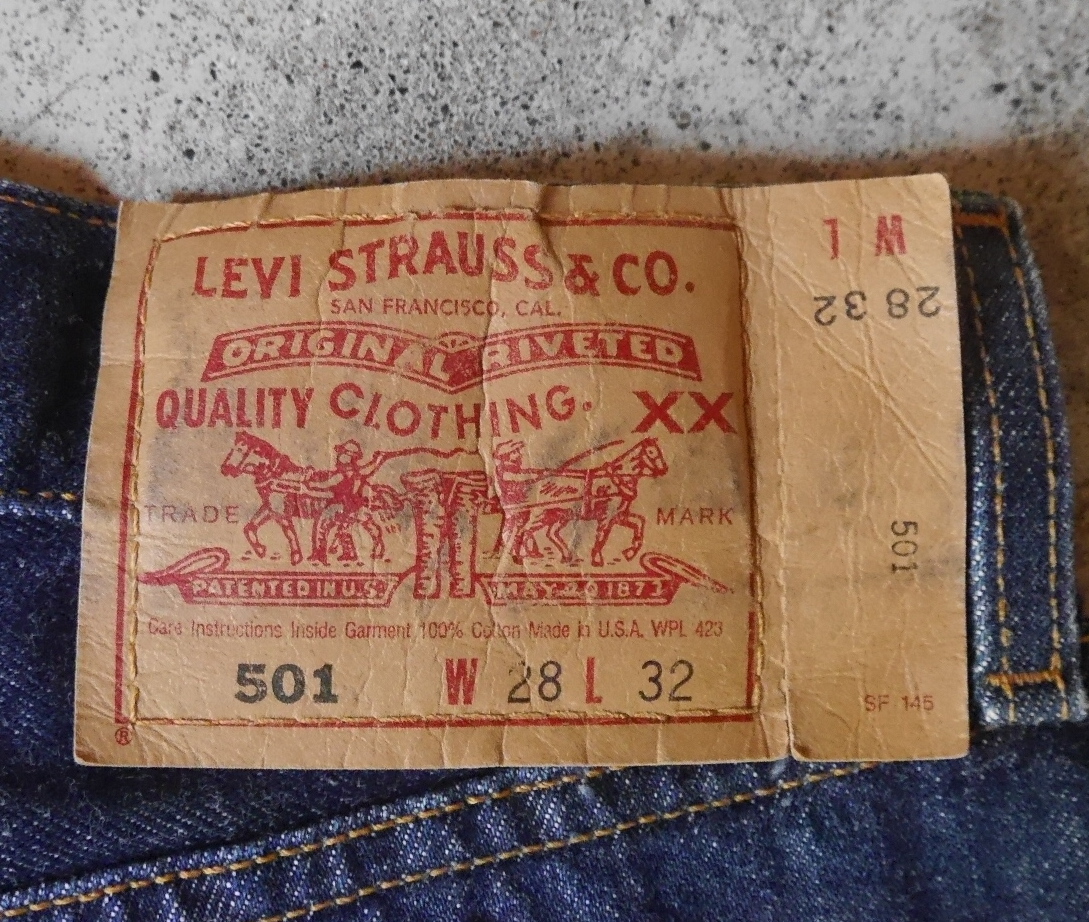 LEVI STRAUSS & CO.
SAN FRANCISCO, CAL.
ORIGINAL RIVETED
QUALITY CLOTHING. XX
TRADE MARK
PATENTED IN U.S. MAY 20 1873
Care Instructions Inside Garment 100% Cotton Made in U.S.A. WPL 423
501 W 28 L 32
®
W L
28 32
501
SF 145